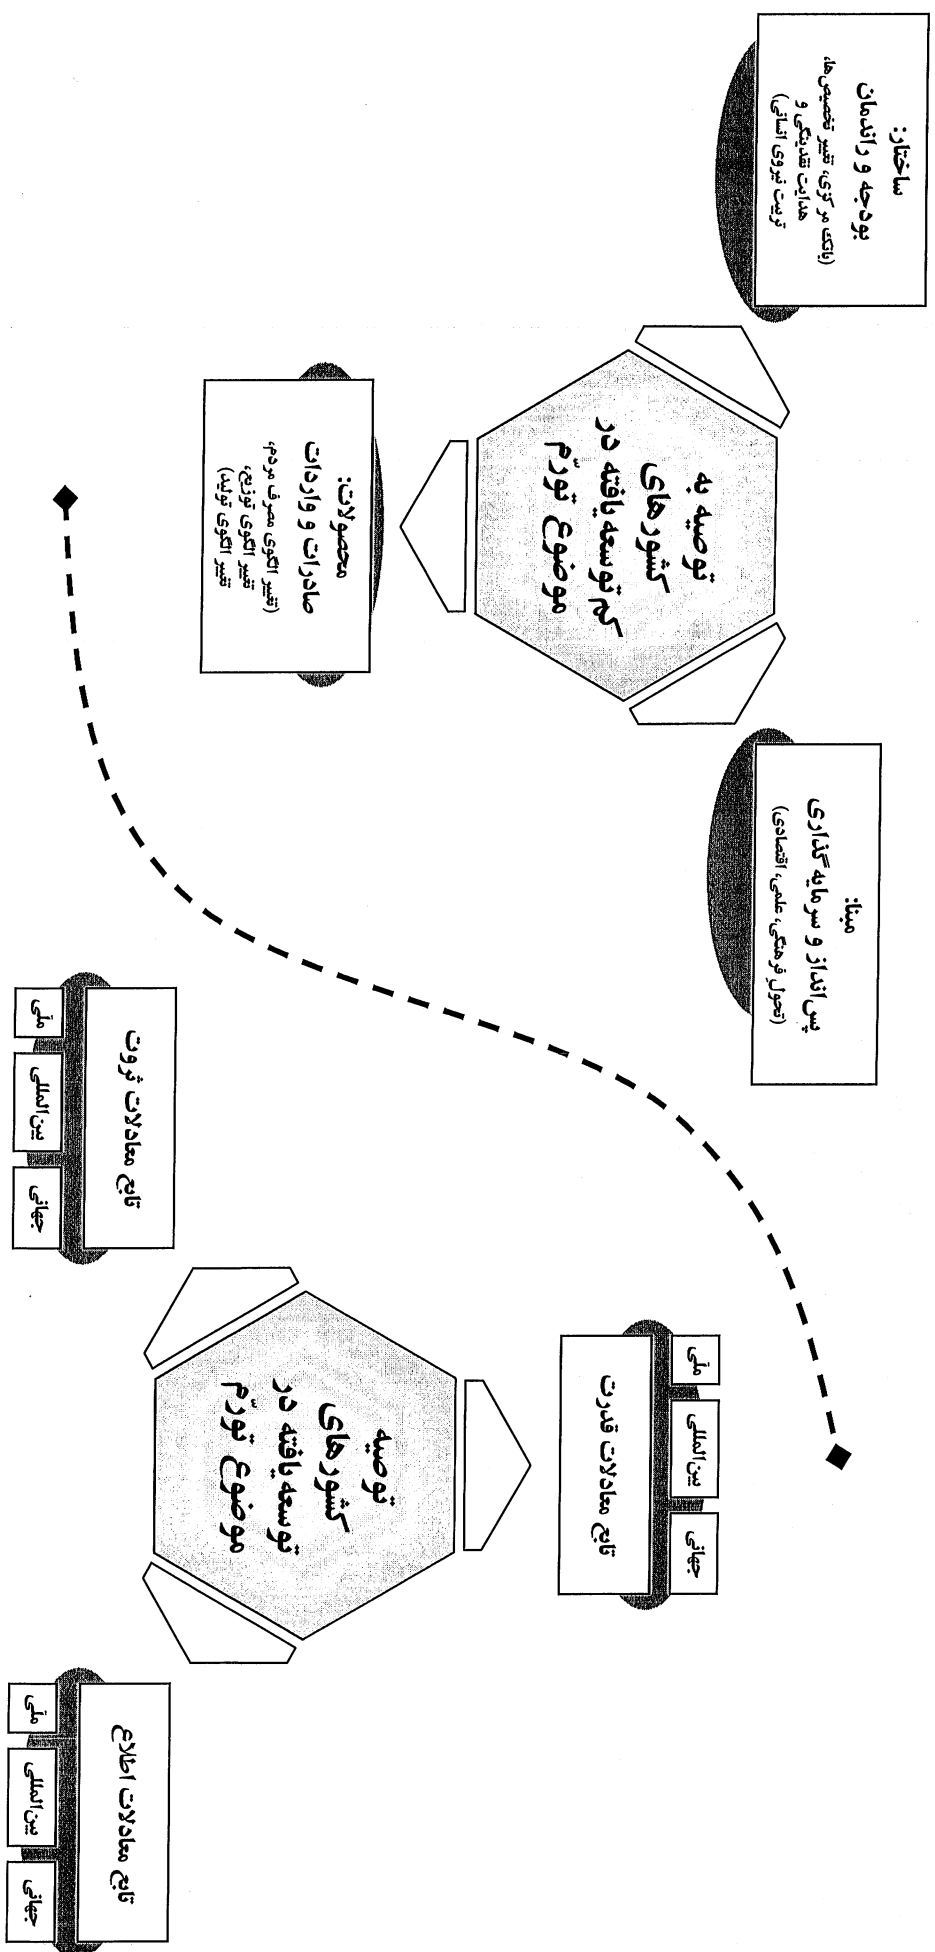 مبنا:
پس‌انداز و سرمایه‌گذاری
(تحول فرهنگی، علمی، اقتصادی)
ساختار:
بودجه و راندمان
(بانک مرکزی، تغییر تخصیص‌ها،
هدایت نقدینگی و
تربیت نیروی انسانی)
توصیه به
کشورهای
کم توسعه یافته در
موضوع تورّم
محصولات:
صادرات و واردات
(تغییر الگوی مصرف مردم،
تغییر الگوی توزیع،
تغییر الگوی تولید)
جهانی
بین‌المللی
ملّی
تابع معادلات قدرت
توصیه
کشورهای
توسعه یافته در
موضوع تورّم
تابع معادلات اطلاع
جهانی
بین‌المللی
ملّی
تابع معادلات ثروت
جهانی
بین‌المللی
ملّی